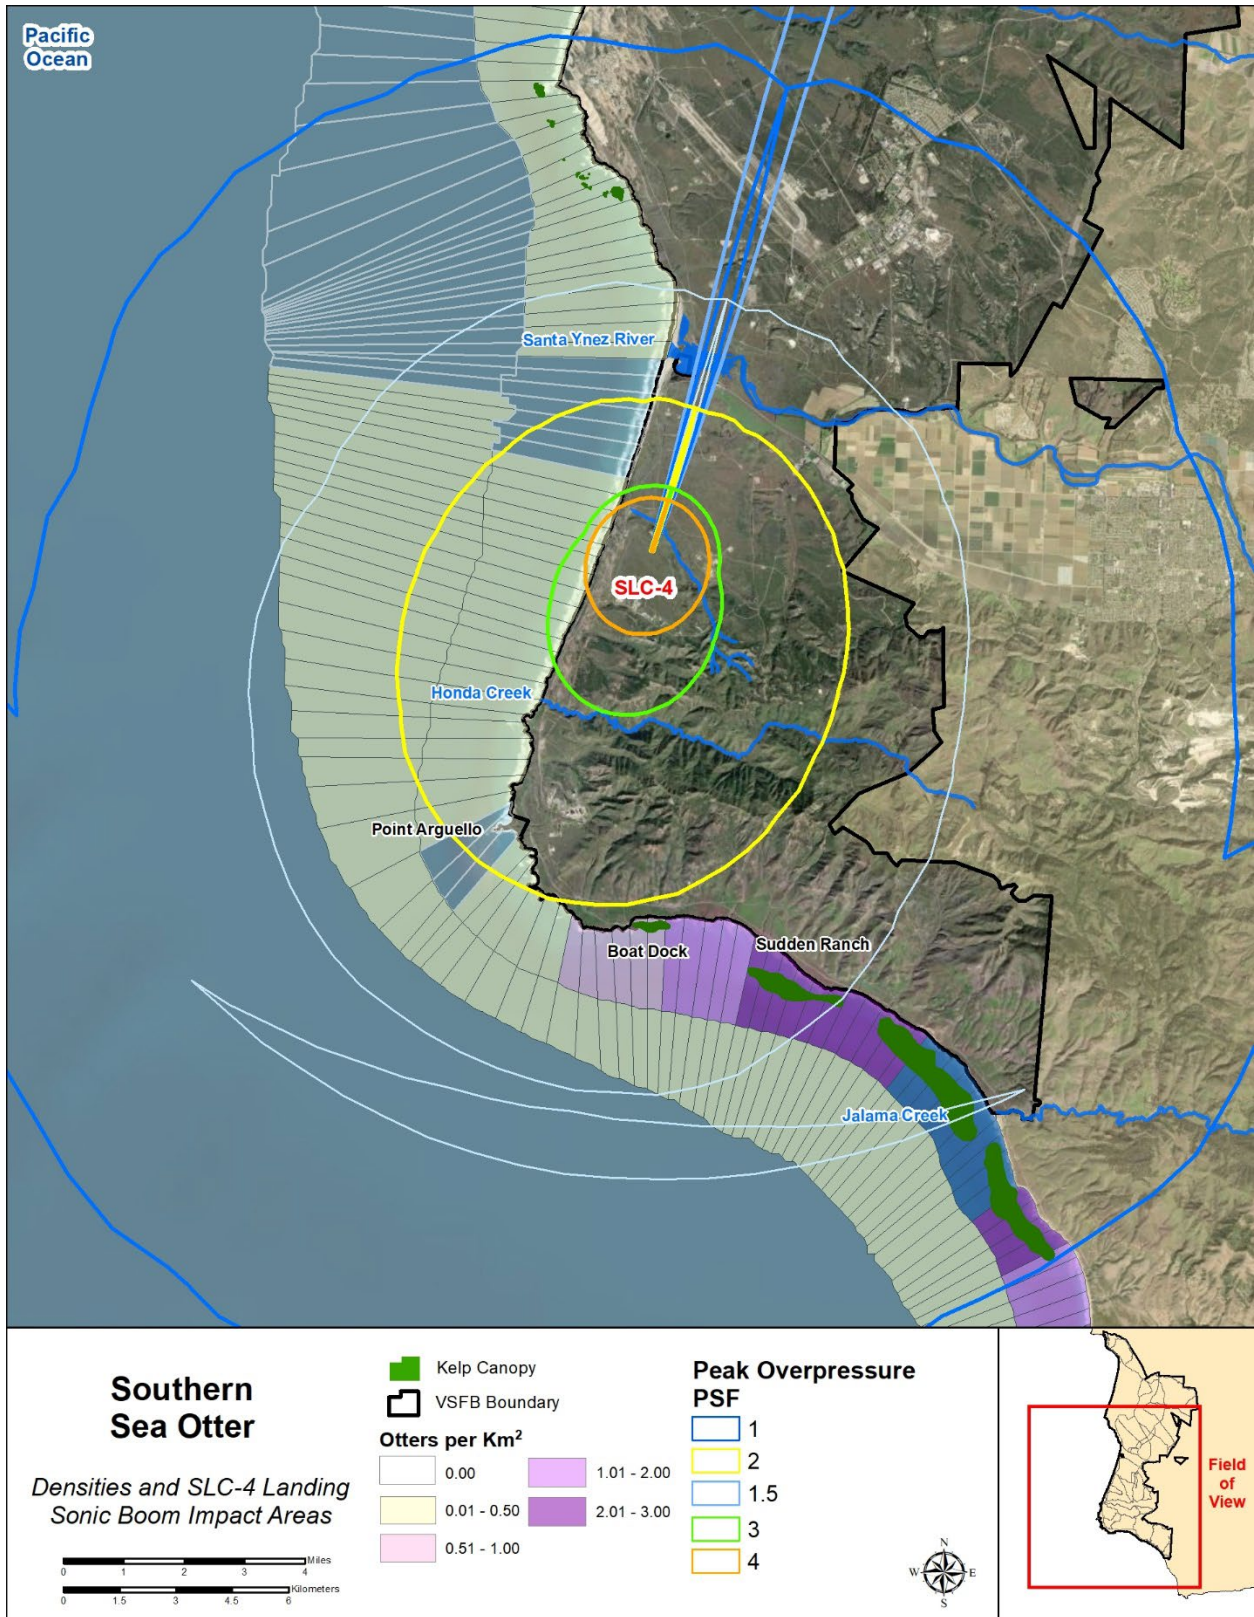 Pacific
Ocean
Santa Ynez River
SLC-4
Honda Creek
Point Arguello
Boat Dock
Sudden Ranch
Jalama Creek
Southern
Sea Otter
Densities and SLC-4 Landing
Sonic Boom Impact Areas
0 1 2 3 4 Miles
0 1.5 3 4.5 6 Kilometers
Kelp Canopy
VSFB Boundary
Otters per Km²
0.00
0.01 - 0.50
0.51 - 1.00
1.01 - 2.00
2.01 - 3.00
Peak Overpressure
PSF
1
2
1.5
3
4
N
W E
S
Field
of
View